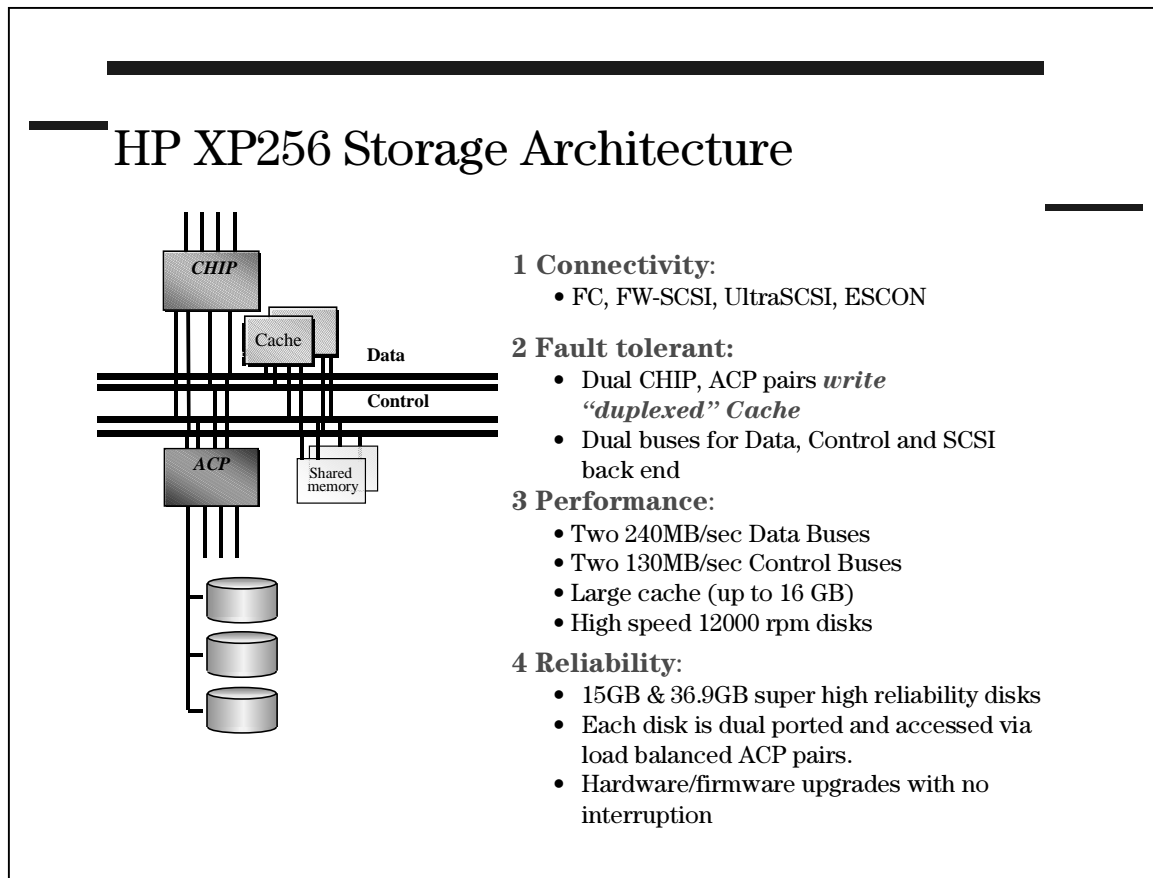 HP XP256 Storage Architecture
CHIP
Cache
Data
Control
ACP
Shared
memory
1 Connectivity:
• FC, FW-SCSI, UltraSCSI, ESCON
2 Fault tolerant:
• Dual CHIP, ACP pairs write
“duplexed” Cache
• Dual buses for Data, Control and SCSI
back end
3 Performance:
• Two 240MB/sec Data Buses
• Two 130MB/sec Control Buses
• Large cache (up to 16 GB)
• High speed 12000 rpm disks
4 Reliability:
• 15GB & 36.9GB super high reliability disks
• Each disk is dual ported and accessed via
load balanced ACP pairs.
• Hardware/firmware upgrades with no
interruption